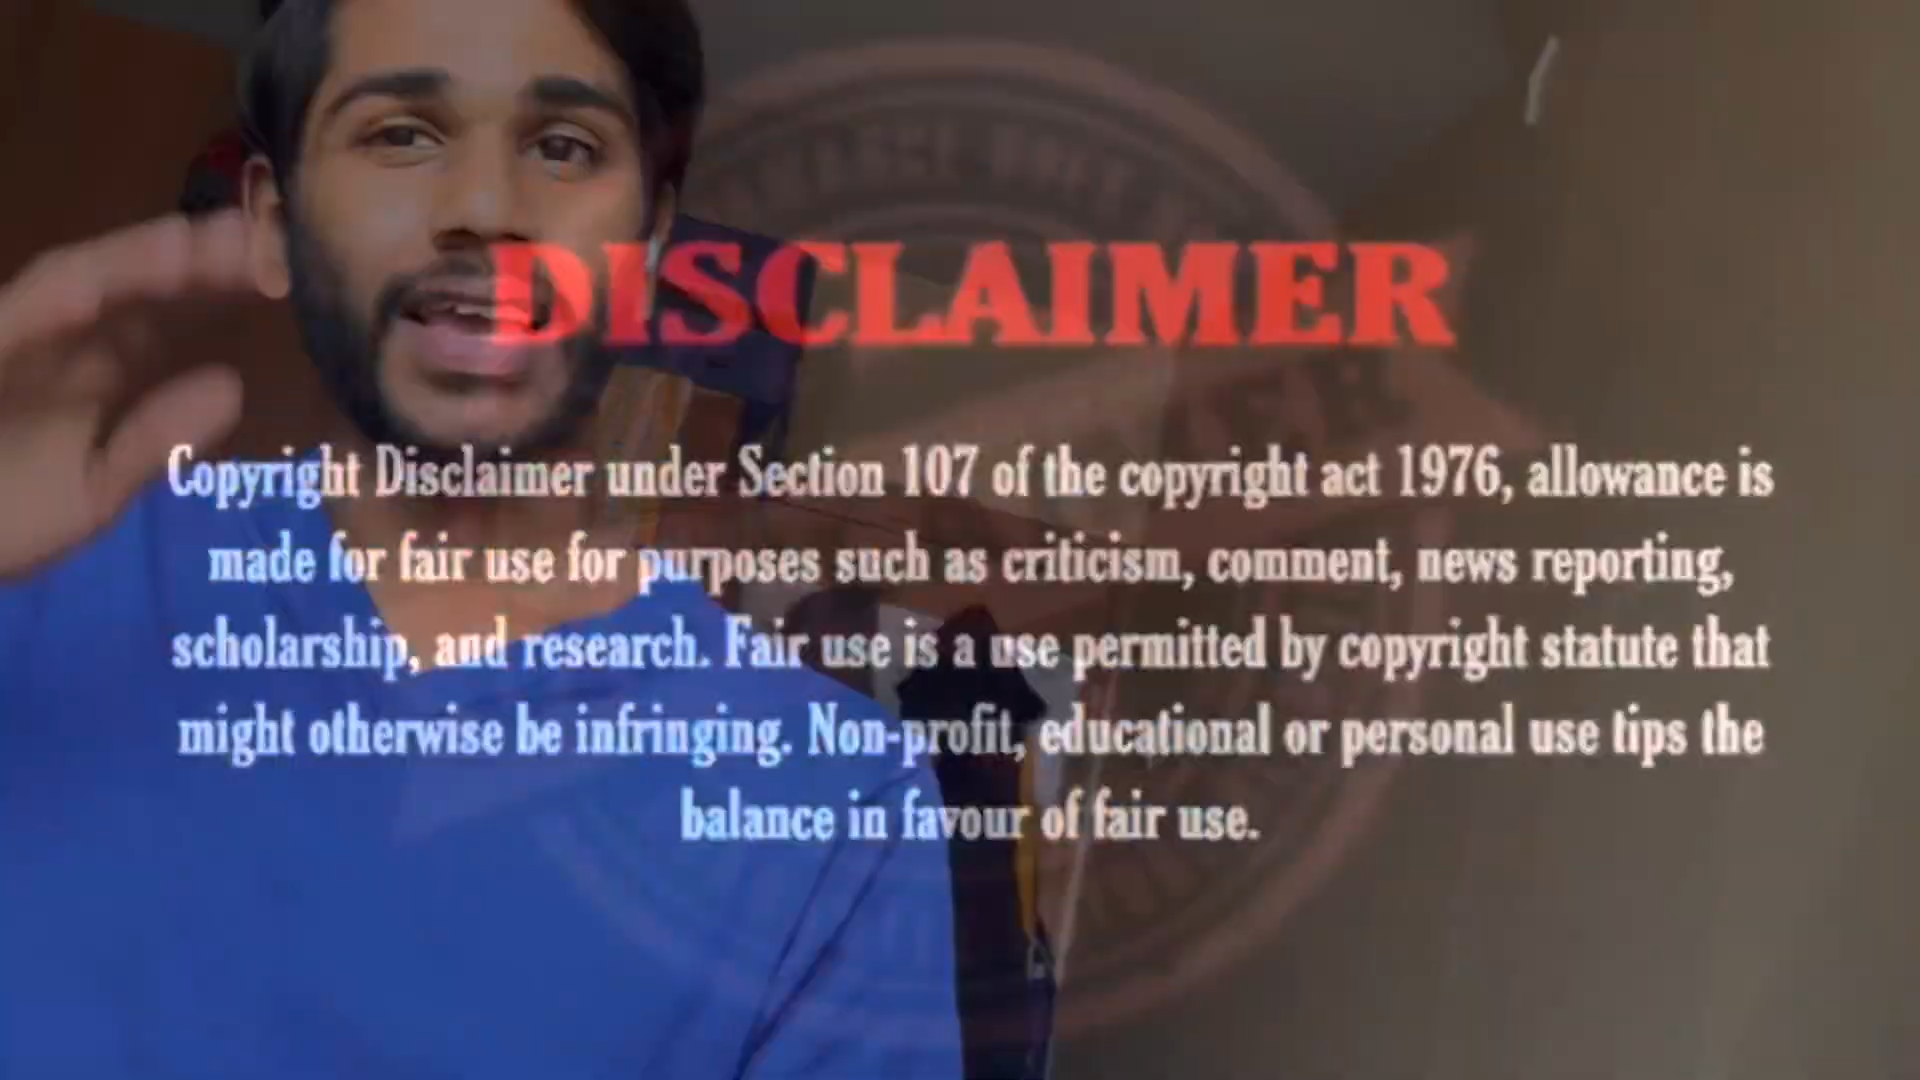 DISCLAIMER
Copyright Disclaimer under Section 107 of the copyright act 1976, allowance is
made for fair use for purposes such as criticism, comment, news reporting,
scholarship, and research. Fair use is a use permitted by copyright statute that
might otherwise be infringing. Non-profit, educational or personal use tips the
balance in favour of fair use.